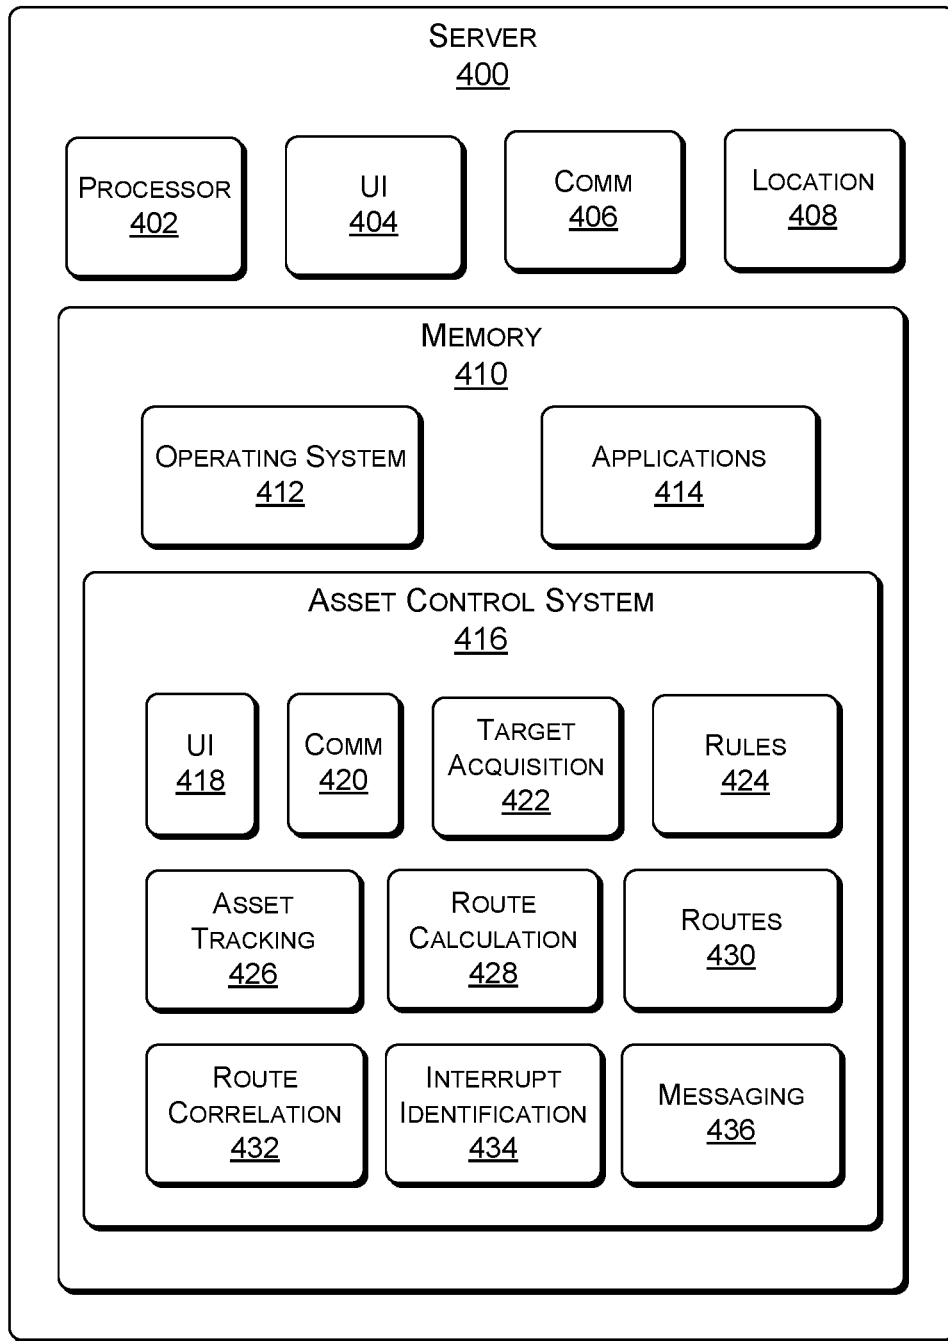 SERVER
400
PROCESSOR
402
UI
404
COMM
406
LOCATION
408
MEMORY
410
OPERATING SYSTEM
412
APPLICATIONS
414
ASSET CONTROL SYSTEM
416
UI
418
COMM
420
TARGET
ACQUISITION
422
RULES
424
ASSET
TRACKING
426
ROUTE
CALCULATION
428
ROUTES
430
ROUTE
CORRELATION
432
INTERRUPT
IDENTIFICATION
434
MESSAGING
436